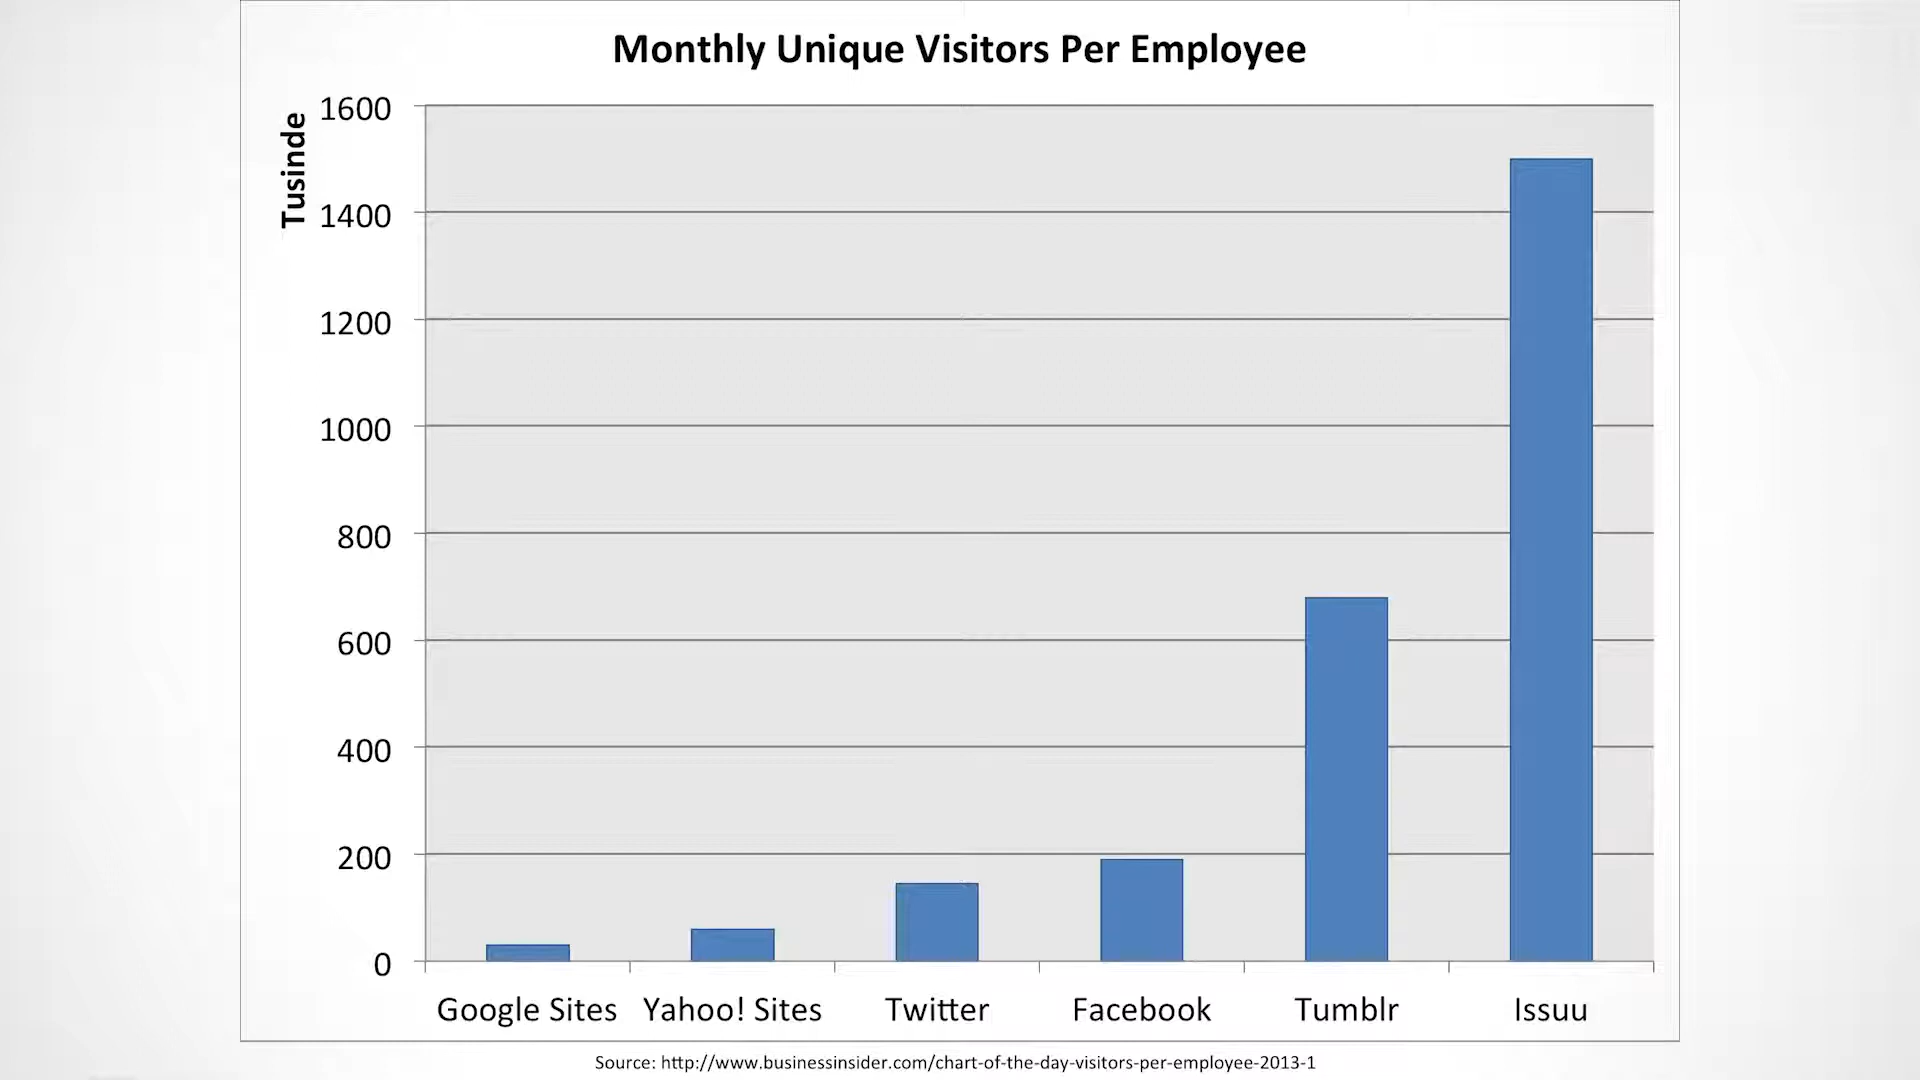 Monthly Unique Visitors Per Employee
Tusinde
1600
1400
1200
1000
800
600
400
200
0
Google Sites Yahoo! Sites Twitter Facebook Tumblr Issuu
Source: http://www.businessinsider.com/chart-of-the-day-visitors-per-employee-2013-1